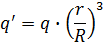 q' = q · (r/R)³